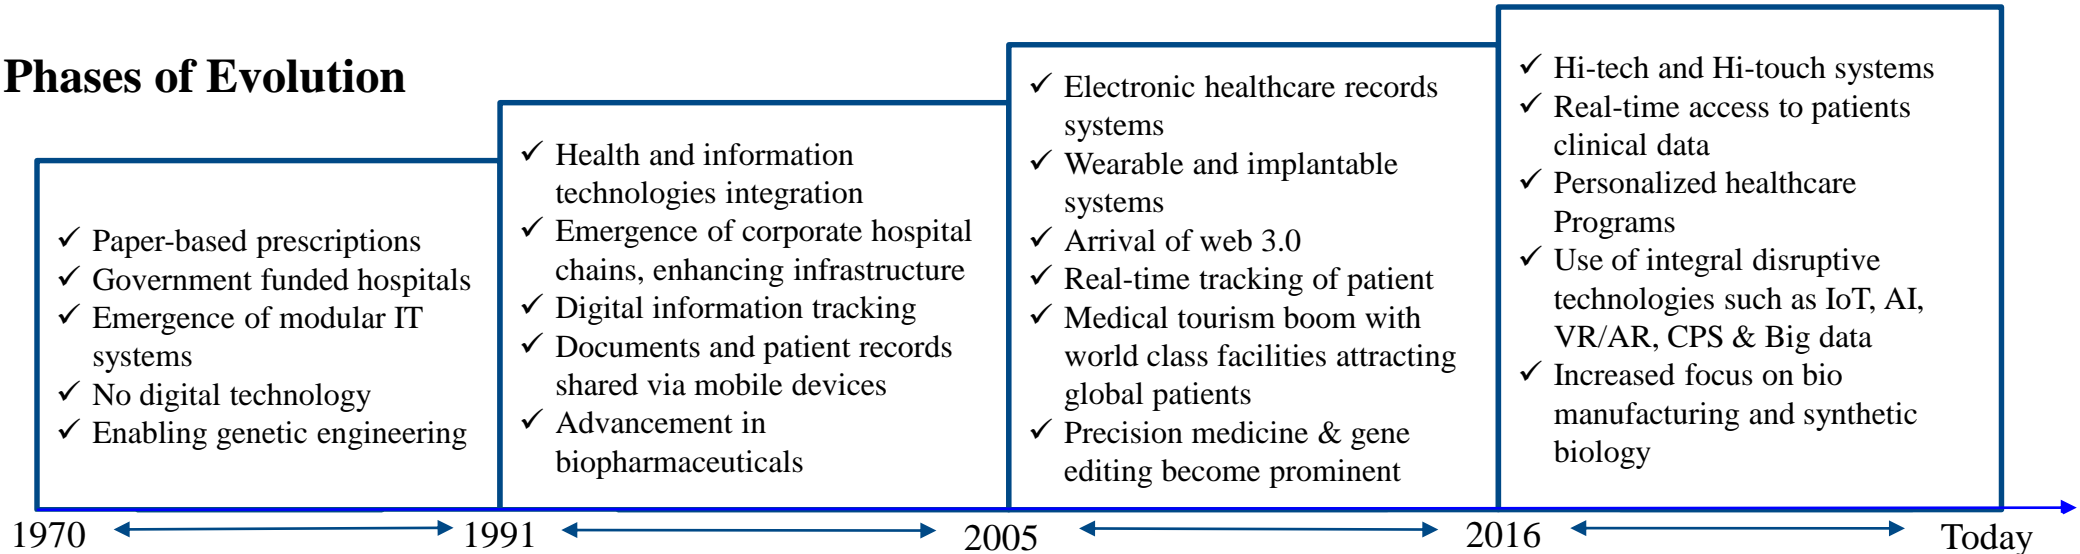 Phases of Evolution
✓ Paper-based prescriptions
✓ Government funded hospitals
✓ Emergence of modular IT
systems
✓ No digital technology
✓ Enabling genetic engineering
✓ Health and information
technologies integration
✓ Emergence of corporate hospital
chains, enhancing infrastructure
✓ Digital information tracking
✓ Documents and patient records
shared via mobile devices
✓ Advancement in
biopharmaceuticals
✓ Electronic healthcare records
systems
✓ Wearable and implantable
systems
✓ Arrival of web 3.0
✓ Real-time tracking of patient
✓ Medical tourism boom with
world class facilities attracting
global patients
✓ Precision medicine & gene
editing become prominent
✓ Hi-tech and Hi-touch systems
✓ Real-time access to patients
clinical data
✓ Personalized healthcare
Programs
✓ Use of integral disruptive
technologies such as IoT, AI,
VR/AR, CPS & Big data
✓ Increased focus on bio
manufacturing and synthetic
biology
1970 1991 2005 2016 Today